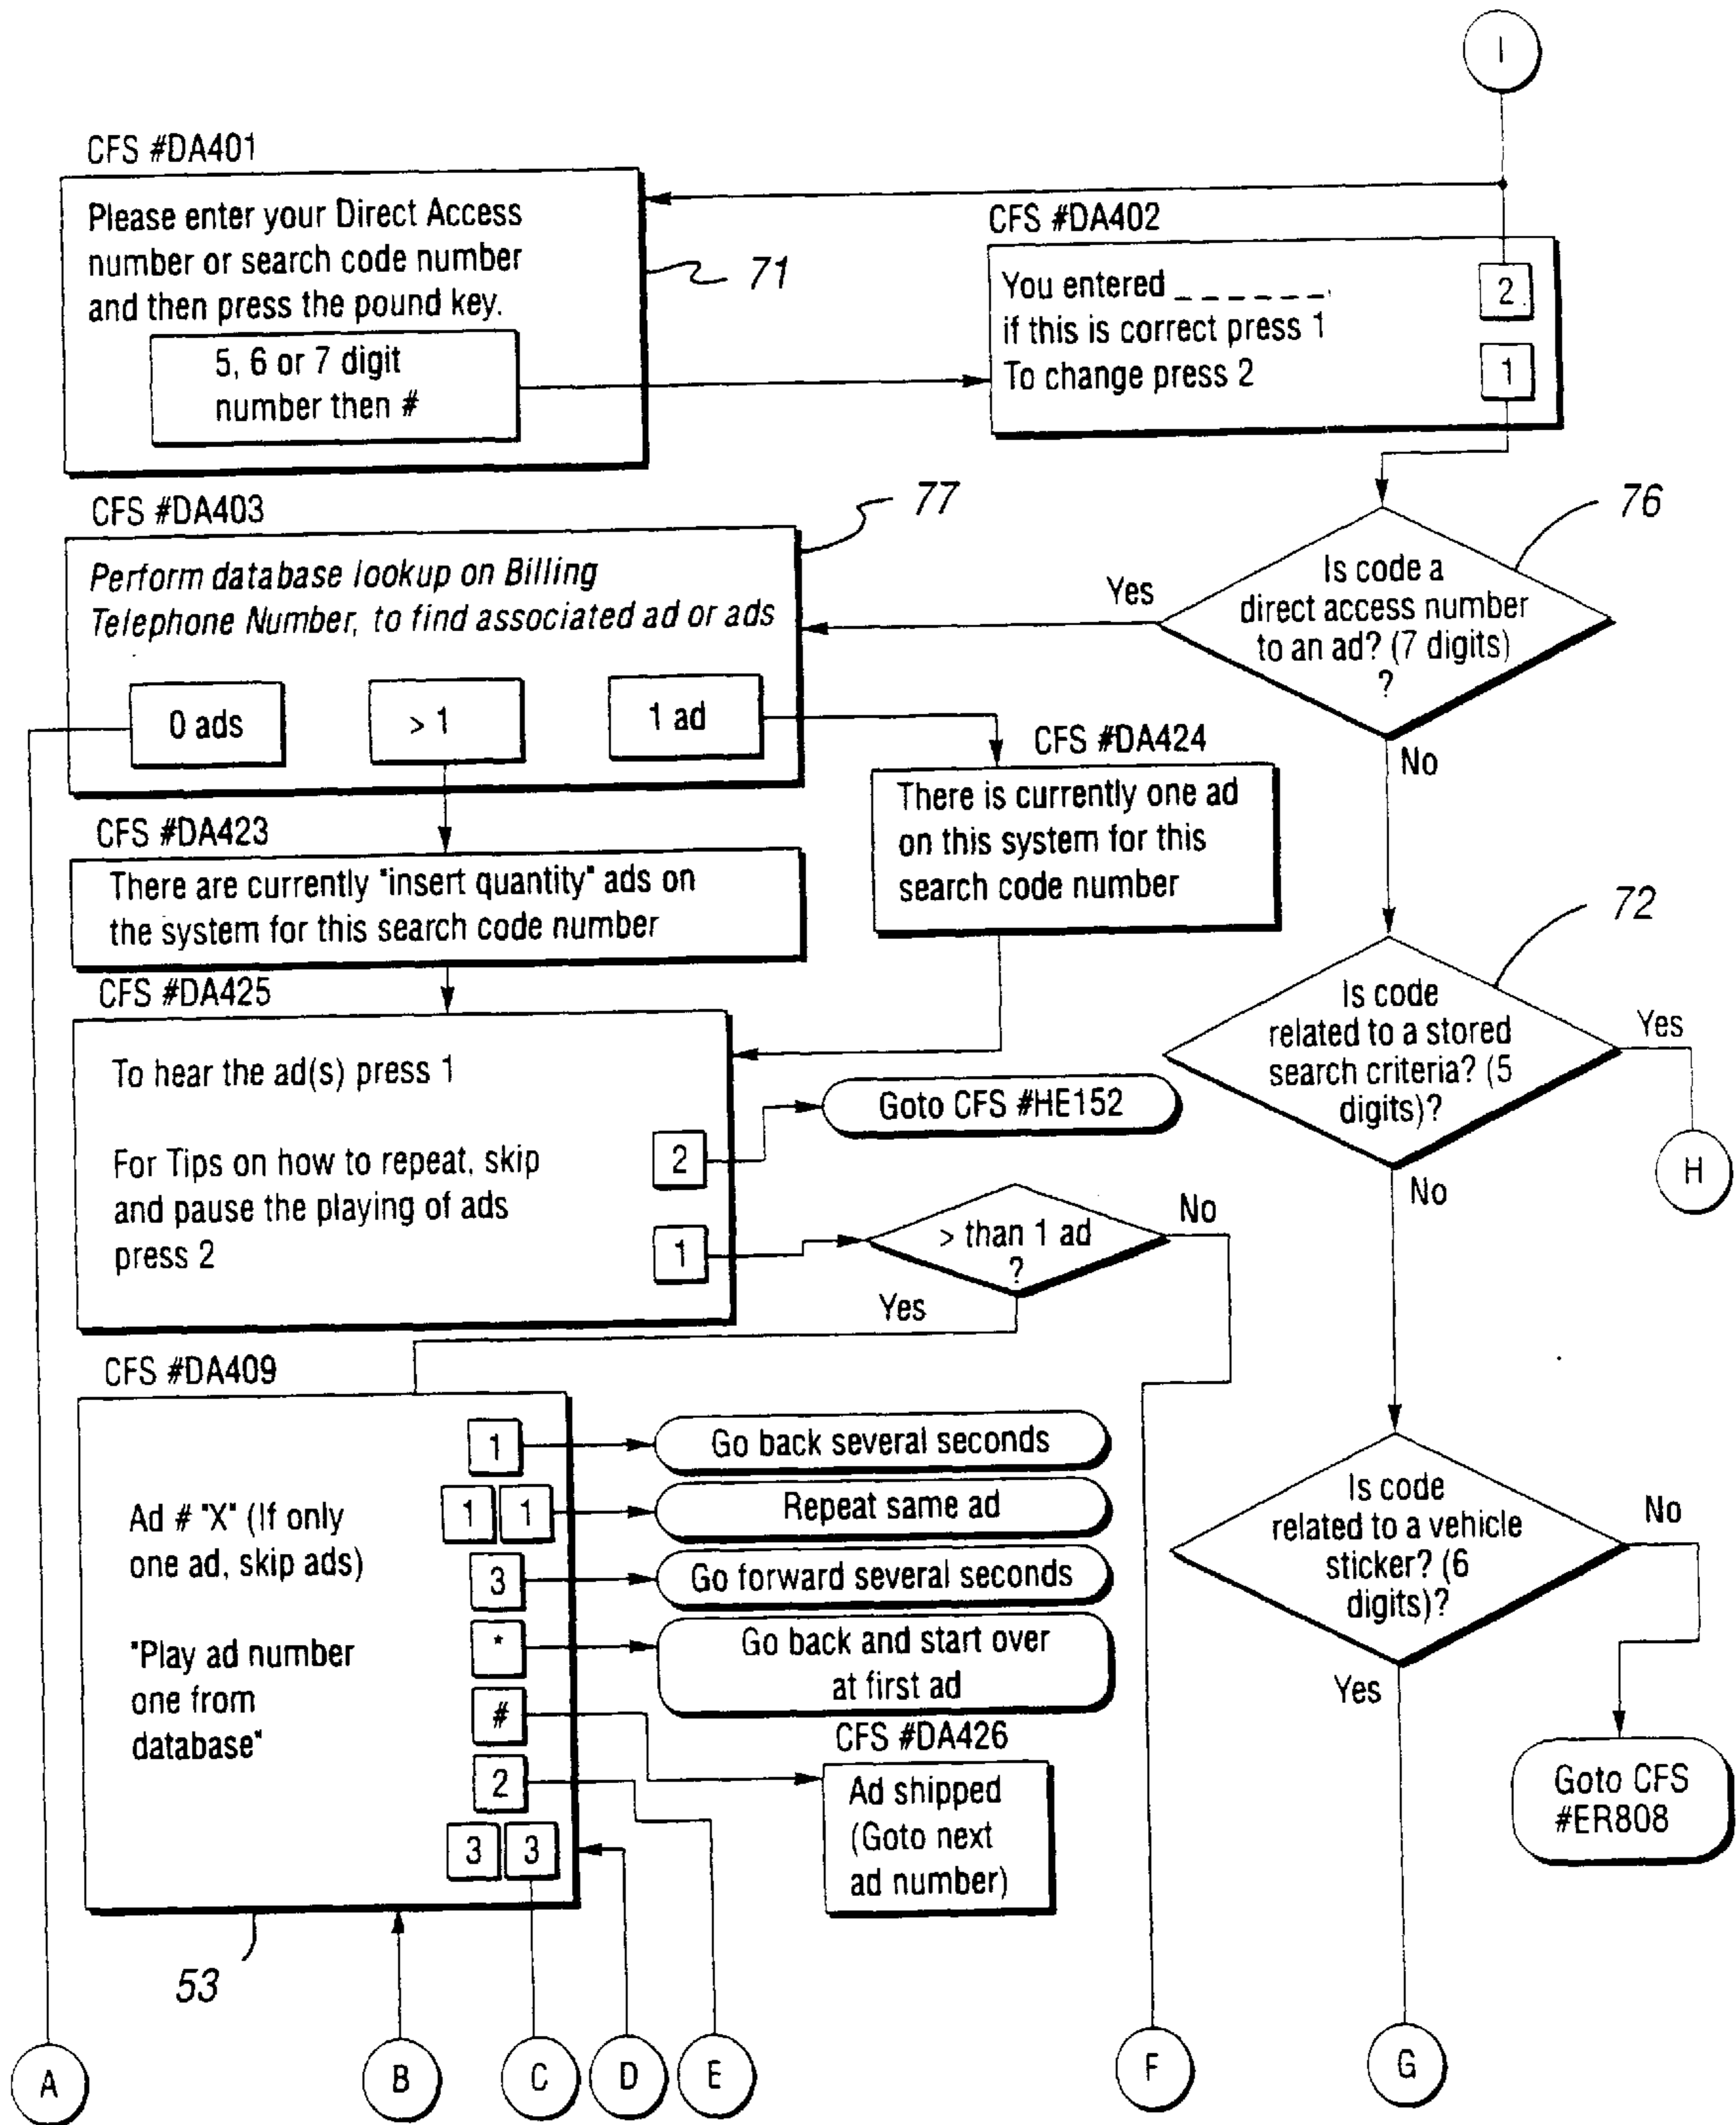 I
CFS #DA401
Please enter your Direct Access
number or search code number
and then press the pound key.
5, 6 or 7 digit
number then #
71
CFS #DA402
You entered _ _ _ _ _ _.
if this is correct press 1
To change press 2
2
1
CFS #DA403
77
Perform database lookup on Billing
Telephone Number, to find associated ad or ads
0 ads
> 1
1 ad
Yes
76
Is code a
direct access number
to an ad? (7 digits)
?
No
CFS #DA424
There is currently one ad
on this system for this
search code number
CFS #DA423
There are currently "insert quantity" ads on
the system for this search code number
72
Is code
related to a stored
search criteria? (5
digits)?
Yes
H
No
CFS #DA425
To hear the ad(s) press 1
For Tips on how to repeat, skip
and pause the playing of ads
press 2
2
1
Goto CFS #HE152
> than 1 ad
?
No
Yes
CFS #DA409
Ad # "X" (If only
one ad, skip ads)
"Play ad number
one from
database"
1
Go back several seconds
1 1
Repeat same ad
3
Go forward several seconds
*
Go back and start over
at first ad
#
2
3 3
CFS #DA426
Ad shipped
(Goto next
ad number)
53
Is code
related to a vehicle
sticker? (6
digits)?
No
Yes
Goto CFS
#ER808
A
B
C
D
E
F
G